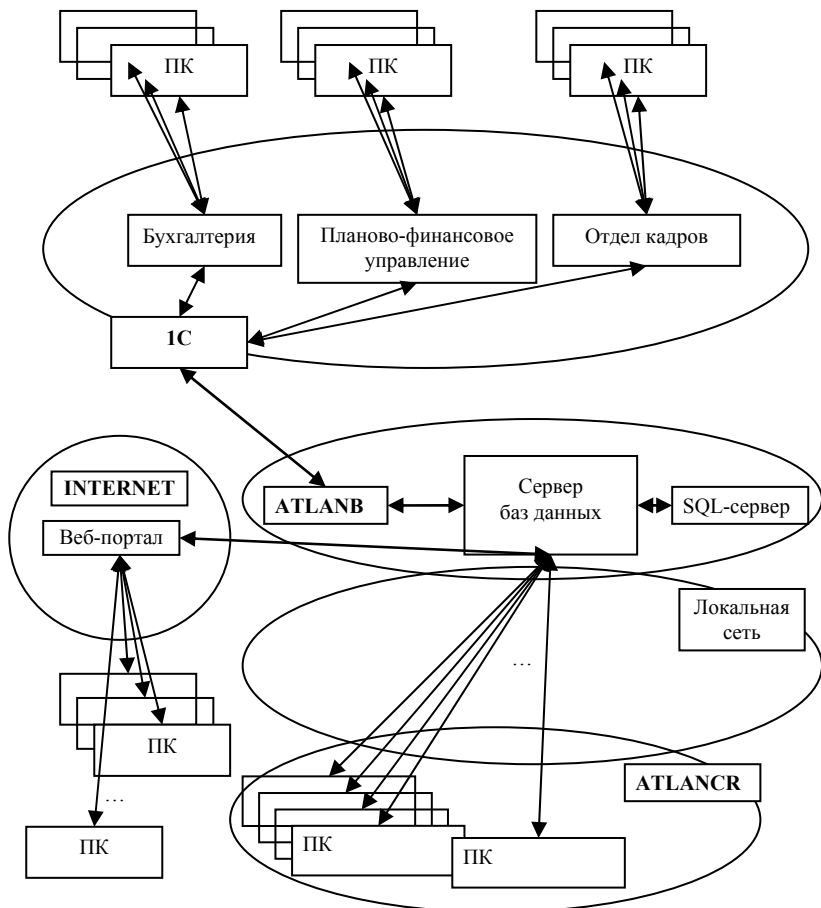 ПК
ПК
ПК
Бухгалтерия
Планово-финансовое
управление
Отдел кадров
1С
INTERNET
Веб-портал
ATLANB
Сервер
баз данных
SQL-сервер
Локальная
сеть
...
ПК
...
ПК
ATLANCR
ПК
ПК